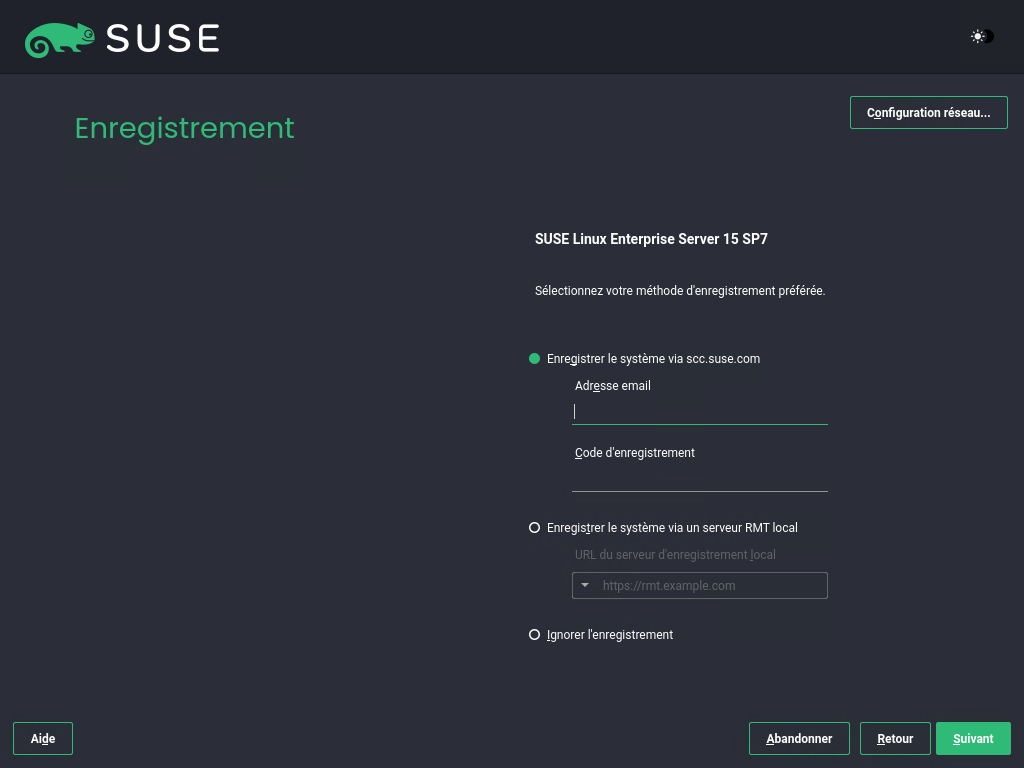 SUSE
Configuration réseau...
Enregistrement
SUSE Linux Enterprise Server 15 SP7
Sélectionnez votre méthode d'enregistrement préférée.
Enregistrer le système via scc.suse.com
Adresse email
Code d'enregistrement
Enregistrer le système via un serveur RMT local
URL du serveur d'enregistrement local
https://rmt.example.com
Ignorer l'enregistrement
Aide
Abandonner
Retour
Suivant